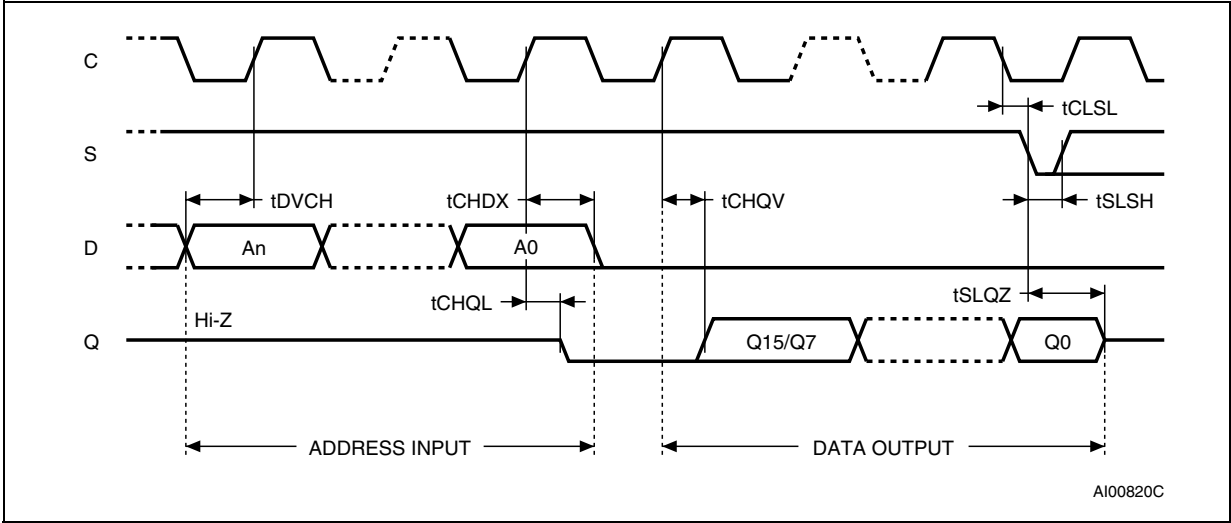 C
tCLSL
S
tDVCH tCHDX tCHQV tSLSH
D An A0
tCHQL tSLQZ
Hi-Z
Q Q15/Q7 Q0
ADDRESS INPUT DATA OUTPUT
AI00820C